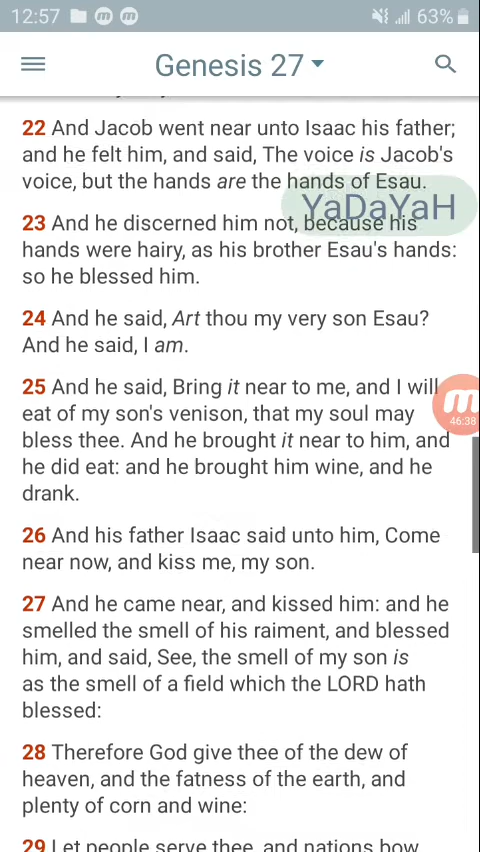 12:57
63%
Genesis 27
22 And Jacob went near unto Isaac his father;
and he felt him, and said, The voice is Jacob's
voice, but the hands are the hands of Esau.
YaDaYaH
23 And he discerned him not, because his
hands were hairy, as his brother Esau's hands:
so he blessed him.
24 And he said, Art thou my very son Esau?
And he said, I am.
25 And he said, Bring it near to me, and I will
eat of my son's venison, that my soul may
bless thee. And he brought it near to him, and
he did eat: and he brought him wine, and he
drank.
46:38
26 And his father Isaac said unto him, Come
near now, and kiss me, my son.
27 And he came near, and kissed him: and he
smelled the smell of his raiment, and blessed
him, and said, See, the smell of my son is
as the smell of a field which the LORD hath
blessed:
28 Therefore God give thee of the dew of
heaven, and the fatness of the earth, and
plenty of corn and wine:
29 Let people serve thee, and nations bow